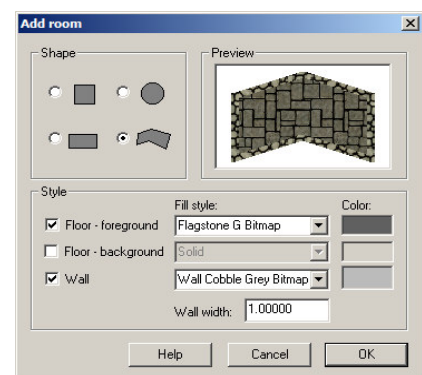 Add room
Shape
Preview
Style
Fill style:
Color:
Floor - foreground
Flagstone G Bitmap
Floor - background
Solid
Wall
Wall Cobble Grey Bitmap
Wall width:
1.00000
Help
Cancel
OK